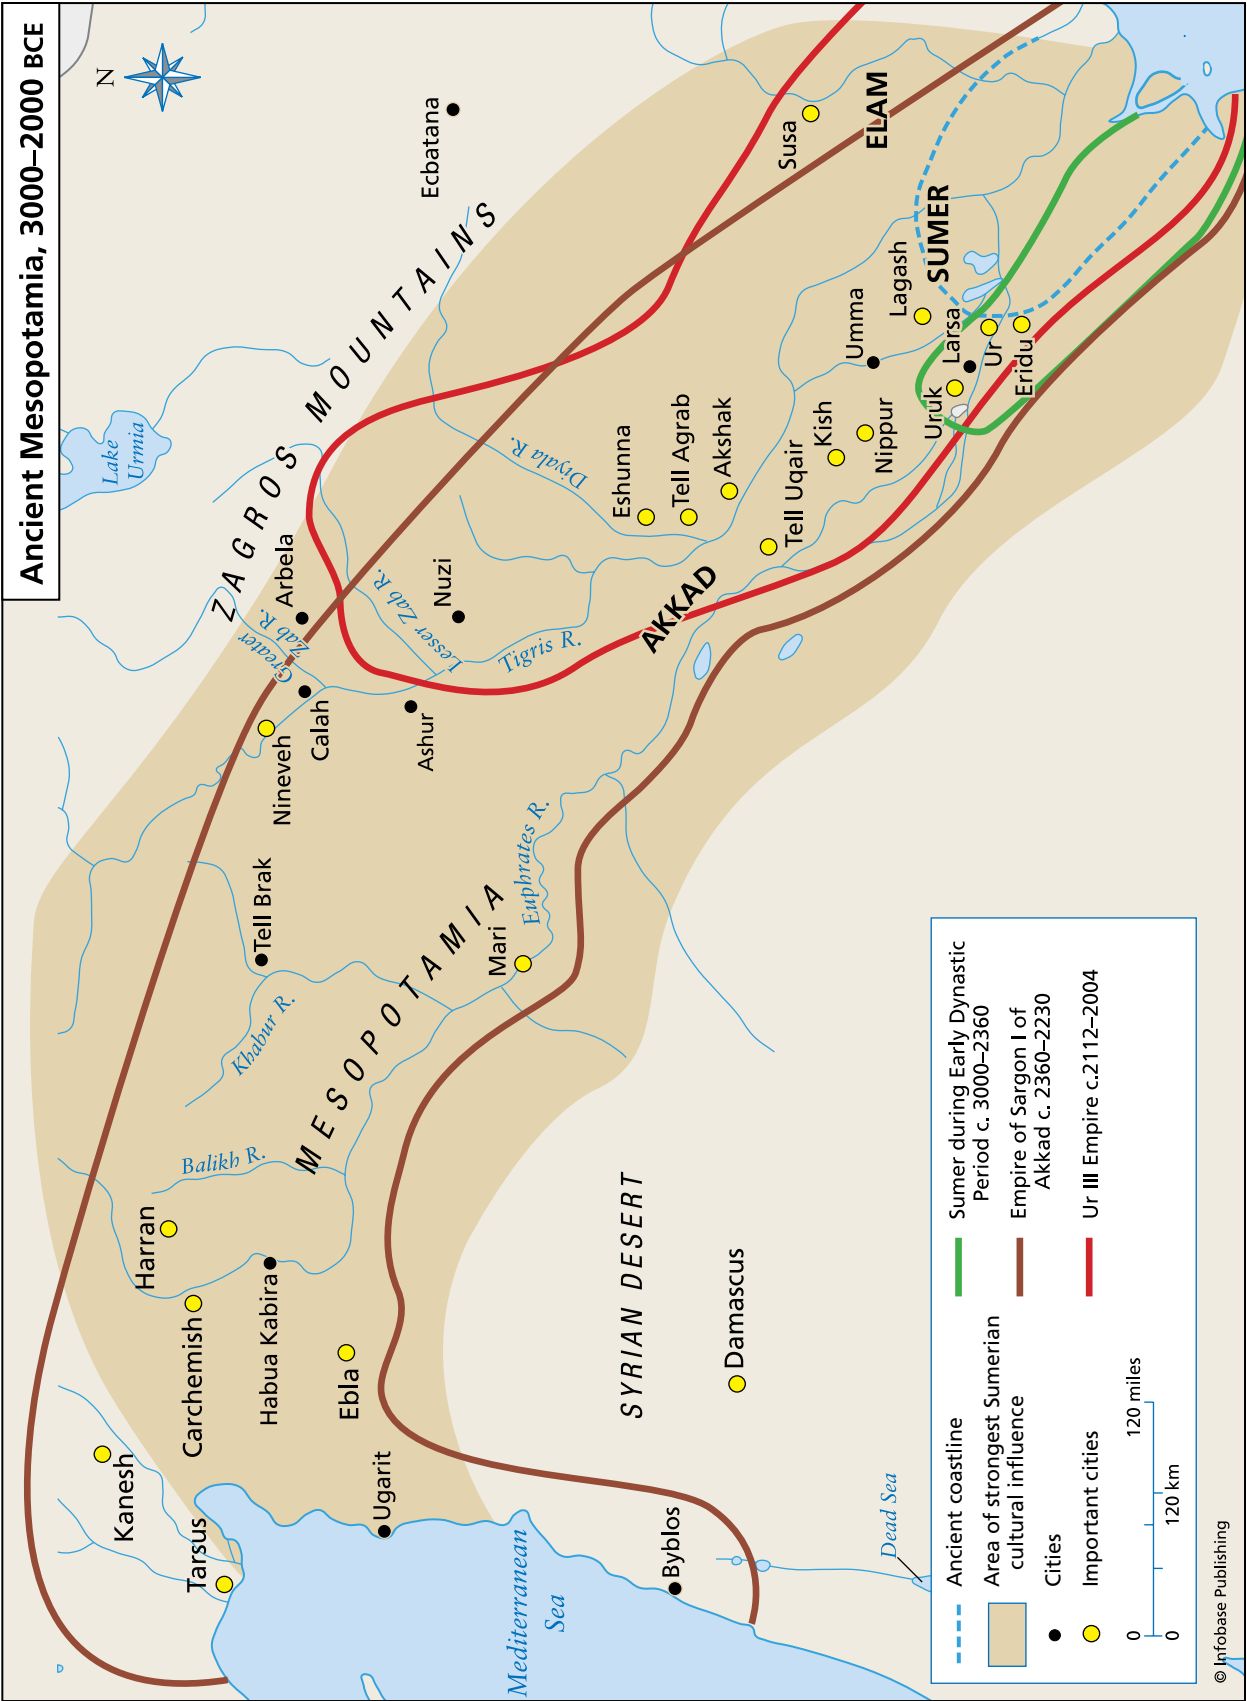 Ancient Mesopotamia, 3000–2000 BCE
N
Lake
Urmia
Ecbatana
ZAGROS MOUNTAINS
Arbela
Greater
Zab R.
Lesser Zab R.
Nuzi
Calah
Nineveh
Ashur
Tigris R.
Diyala R.
Eshunna
Tell Agrab
Akshak
Tell Uqair
Kish
Nippur
Umma
Lagash
Uruk
Larsa
Ur
Eridu
Susa
ELAM
SUMER
AKKAD
Tell Brak
Khabur R.
Balikh R.
MESOPOTAMIA
Mari
Euphrates R.
Harran
Carchemish
Habua Kabira
Ebla
Kanesh
Tarsus
Ugarit
Mediterranean
Sea
Byblos
SYRIAN DESERT
Damascus
Dead Sea
Ancient coastline
Area of strongest Sumerian
cultural influence
Cities
Important cities
Sumer during Early Dynastic
Period c. 3000–2360
Empire of Sargon I of
Akkad c. 2360–2230
Ur III Empire c.2112–2004
0 120 miles
0 120 km
© Infobase Publishing